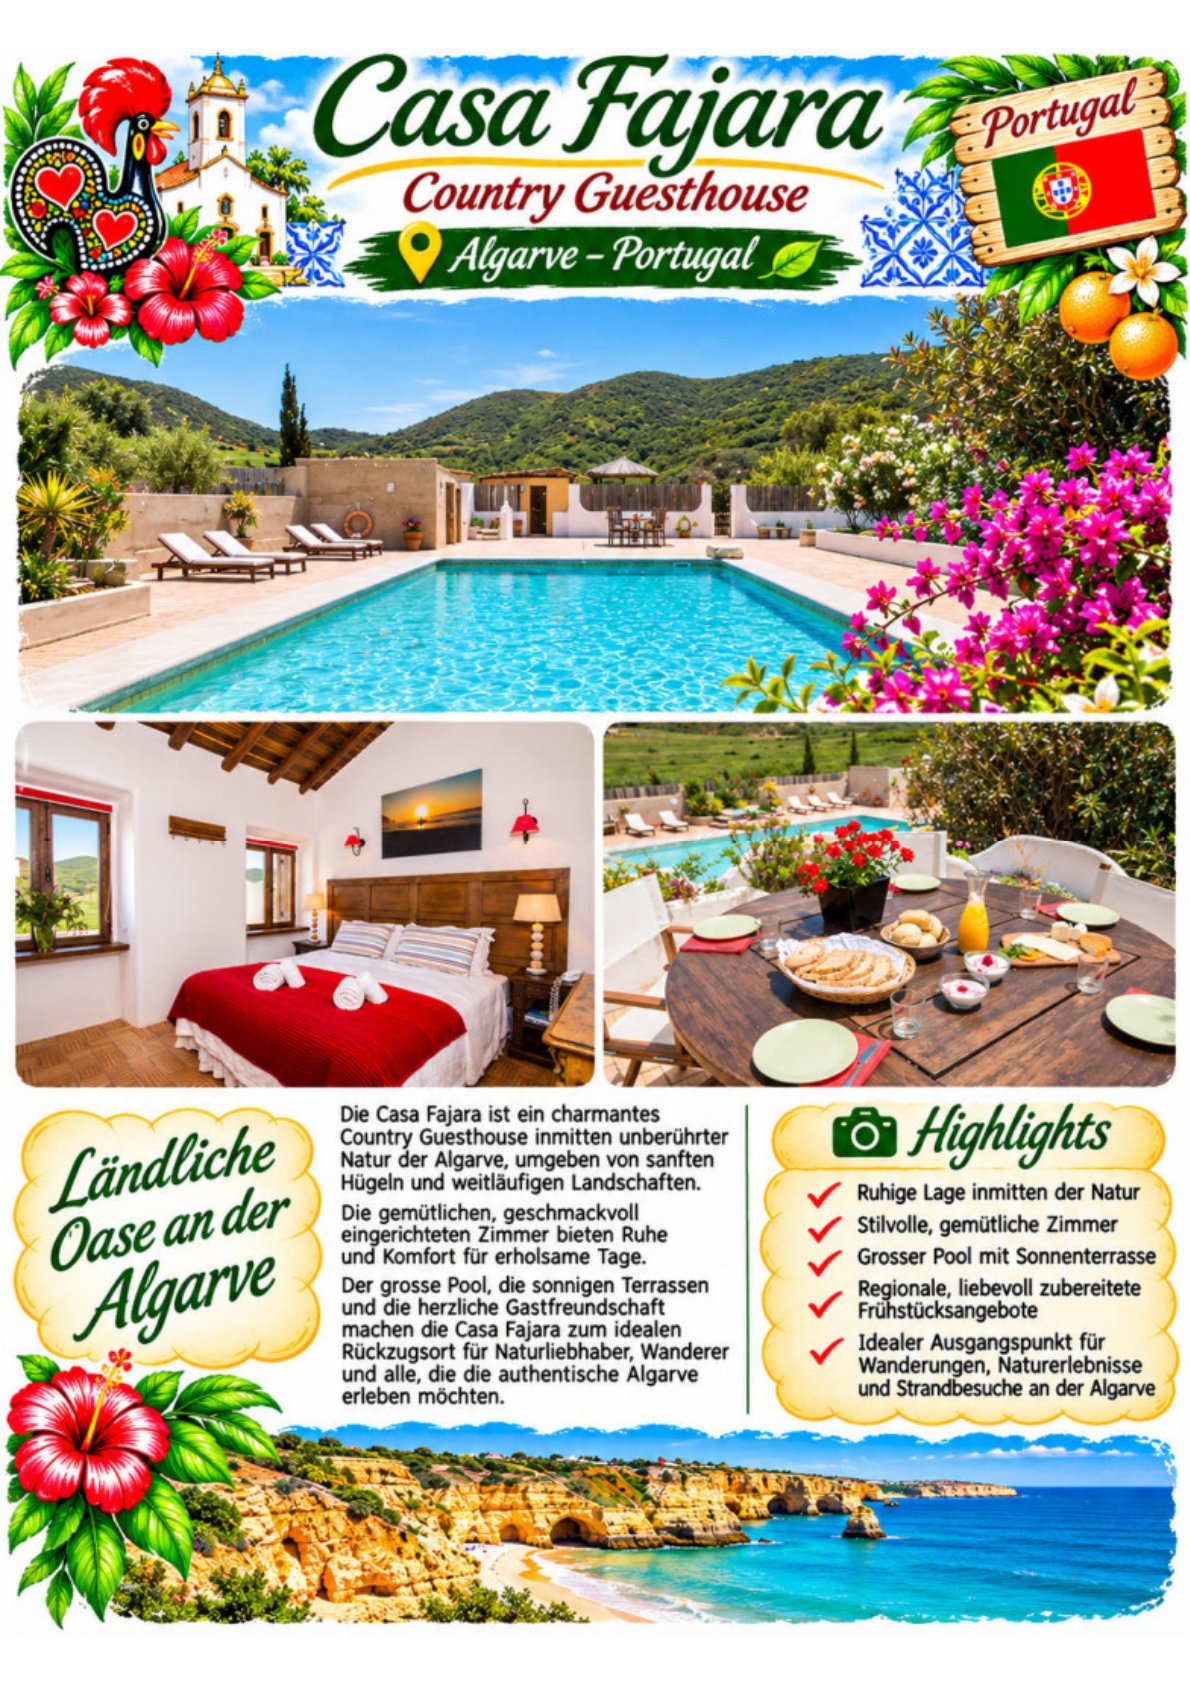 Casa Fajara
Country Guesthouse
Algarve – Portugal
Portugal
Ländliche
Oase an der
Algarve
Die Casa Fajara ist ein charmantes
Country Guesthouse inmitten unberührter
Natur der Algarve, umgeben von sanften
Hügeln und weitläufigen Landschaften.
Die gemütlichen, geschmackvoll
eingerichteten Zimmer bieten Ruhe
und Komfort für erholsame Tage.
Der grosse Pool, die sonnigen Terrassen
und die herzliche Gastfreundschaft
machen die Casa Fajara zum idealen
Rückzugsort für Naturliebhaber, Wanderer
und alle, die die authentische Algarve
erleben möchten.
Highlights
Ruhige Lage inmitten der Natur
Stilvolle, gemütliche Zimmer
Grosser Pool mit Sonnenterrasse
Regionale, liebevoll zubereitete
Frühstücksangebote
Idealer Ausgangspunkt für
Wanderungen, Naturerlebnisse
und Strandbesuche an der Algarve